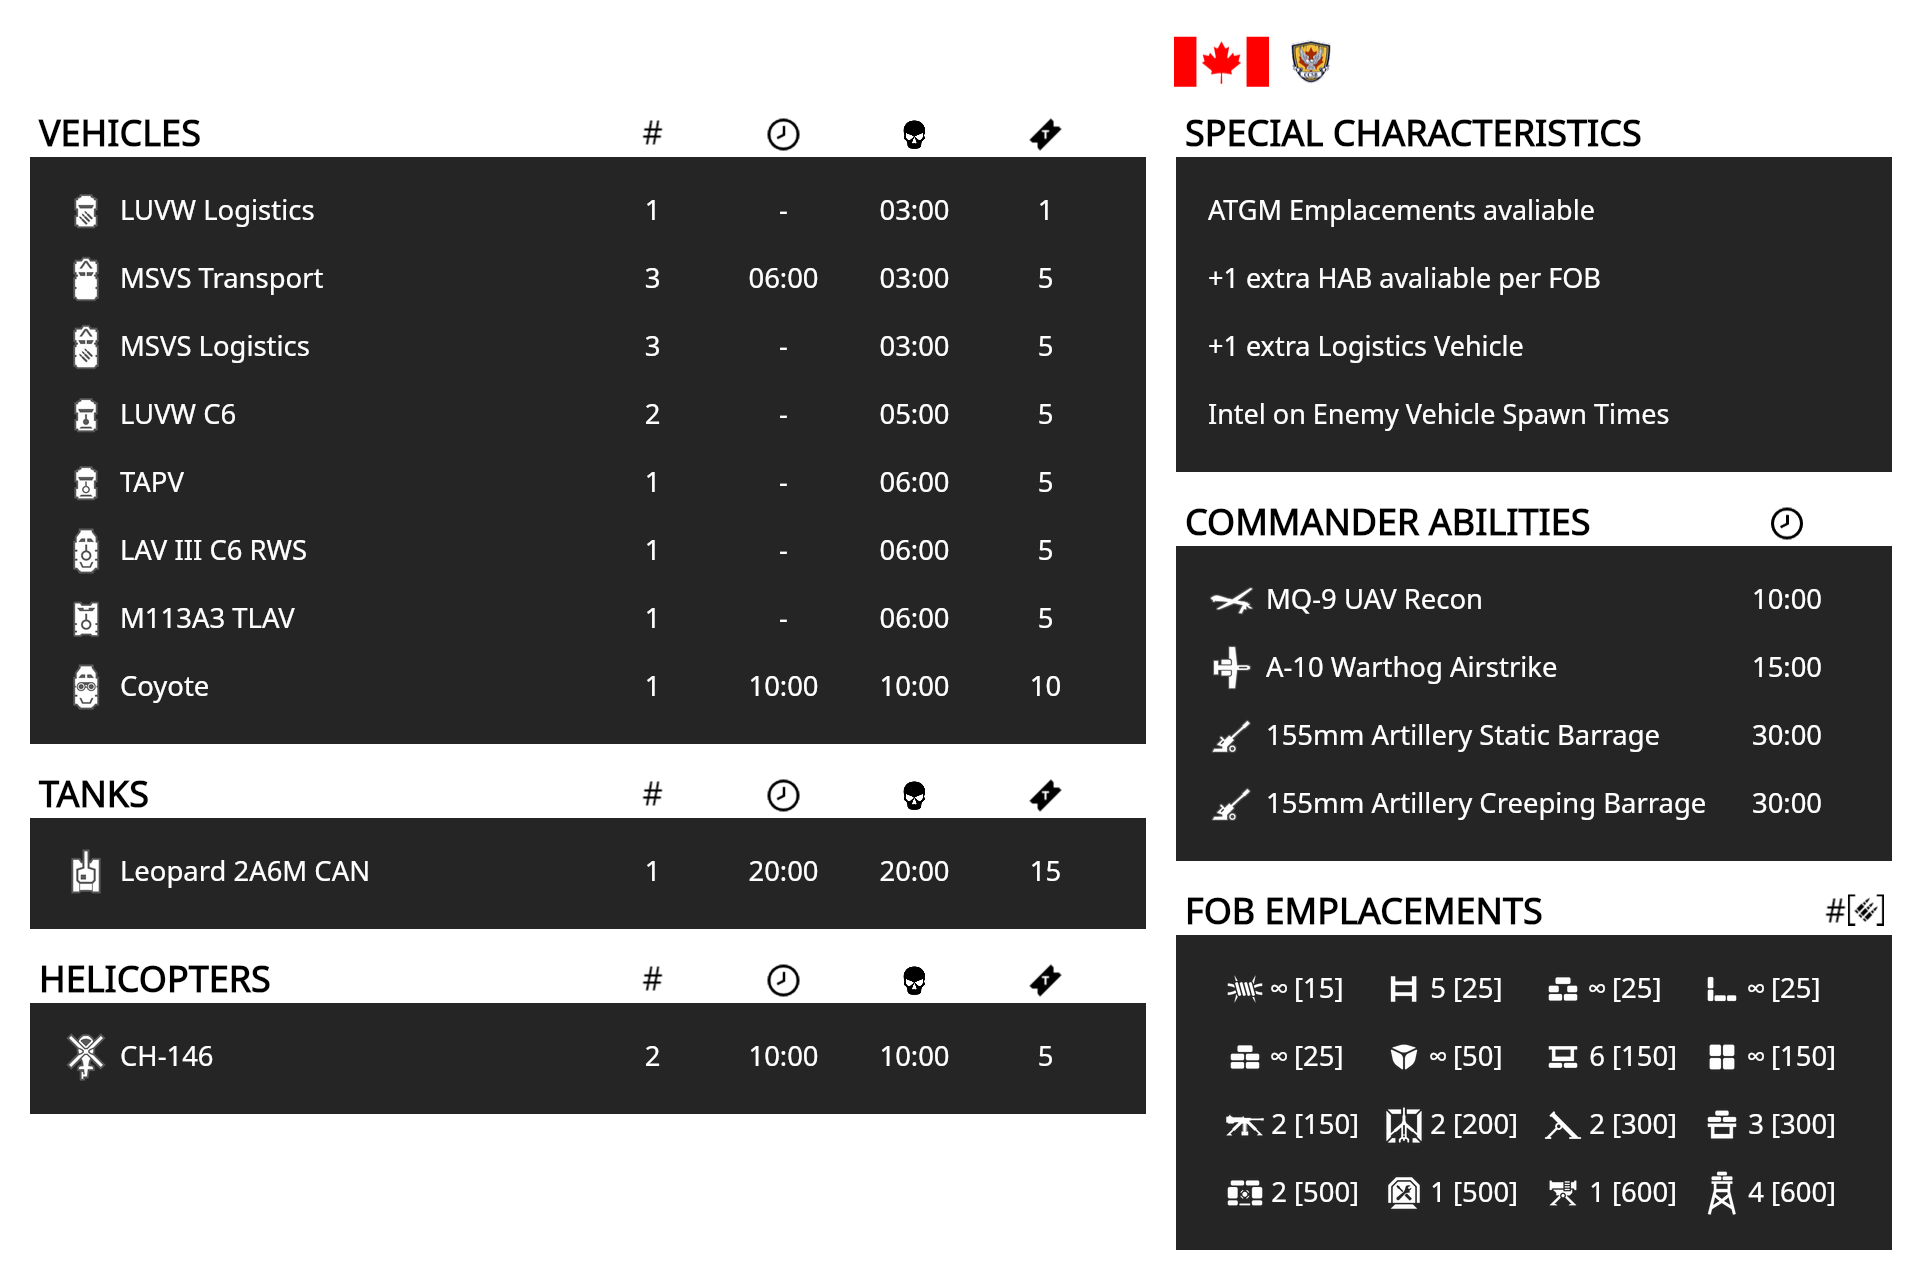 VEHICLES #
LUVW Logistics 1 - 03:00 1
MSVS Transport 3 06:00 03:00 5
MSVS Logistics 3 - 03:00 5
LUVW C6 2 - 05:00 5
TAPV 1 - 06:00 5
LAV III C6 RWS 1 - 06:00 5
M113A3 TLAV 1 - 06:00 5
Coyote 1 10:00 10:00 10
TANKS #
Leopard 2A6M CAN 1 20:00 20:00 15
HELICOPTERS #
CH-146 2 10:00 10:00 5
SPECIAL CHARACTERISTICS
ATGM Emplacements avaliable
+1 extra HAB avaliable per FOB
+1 extra Logistics Vehicle
Intel on Enemy Vehicle Spawn Times
COMMANDER ABILITIES
MQ-9 UAV Recon 10:00
A-10 Warthog Airstrike 15:00
155mm Artillery Static Barrage 30:00
155mm Artillery Creeping Barrage 30:00
FOB EMPLACEMENTS #[ ]
∞ [15] 5 [25] ∞ [25] ∞ [25]
∞ [25] ∞ [50] 6 [150] ∞ [150]
2 [150] 2 [200] 2 [300] 3 [300]
2 [500] 1 [500] 1 [600] 4 [600]